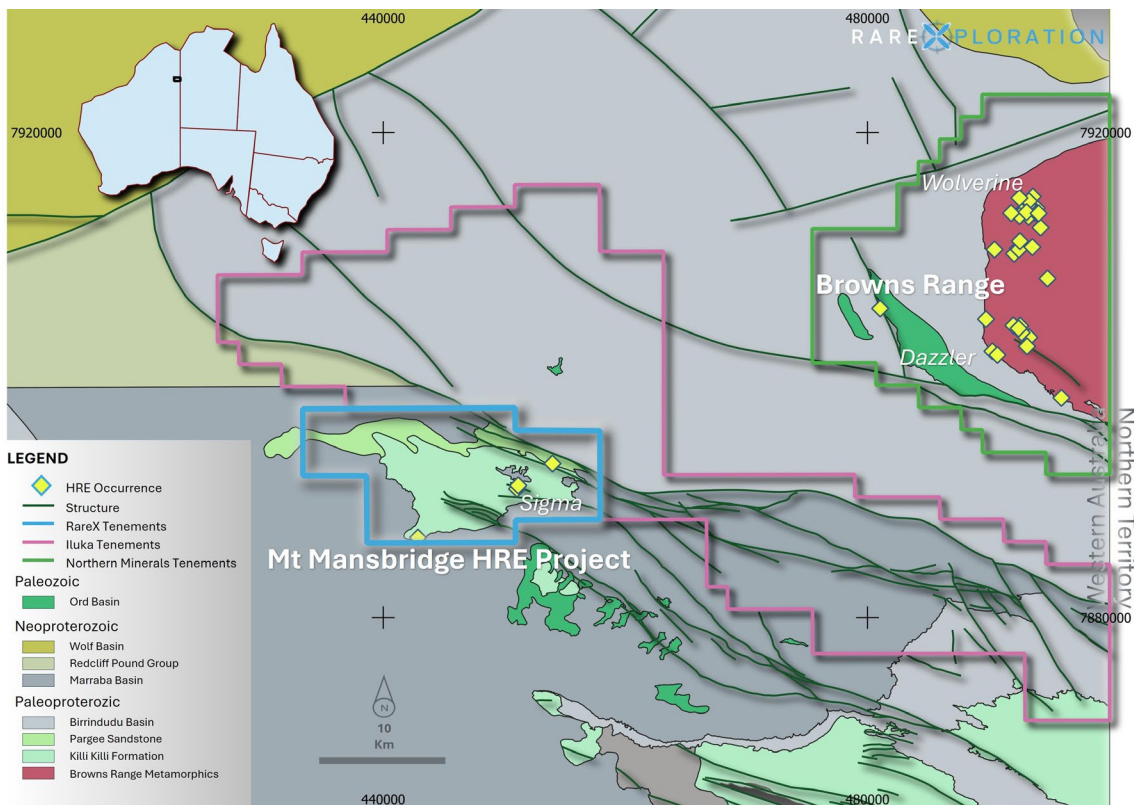 440000
480000
RAREXPLORATION
7920000
7920000
Wolverine
Browns Range
Dazzler
Sigma
Mt Mansbridge HRE Project
Western Australia
Northern Territory
7880000
LEGEND
HRE Occurrence
Structure
RareX Tenements
Iluka Tenements
Northern Minerals Tenements
Paleozoic
Ord Basin
Neoproterozoic
Wolf Basin
Redcliff Pound Group
Marraba Basin
Paleoproterozoic
Birrindudu Basin
Pargee Sandstone
Killi Killi Formation
Browns Range Metamorphics
N
10
Km
440000
480000